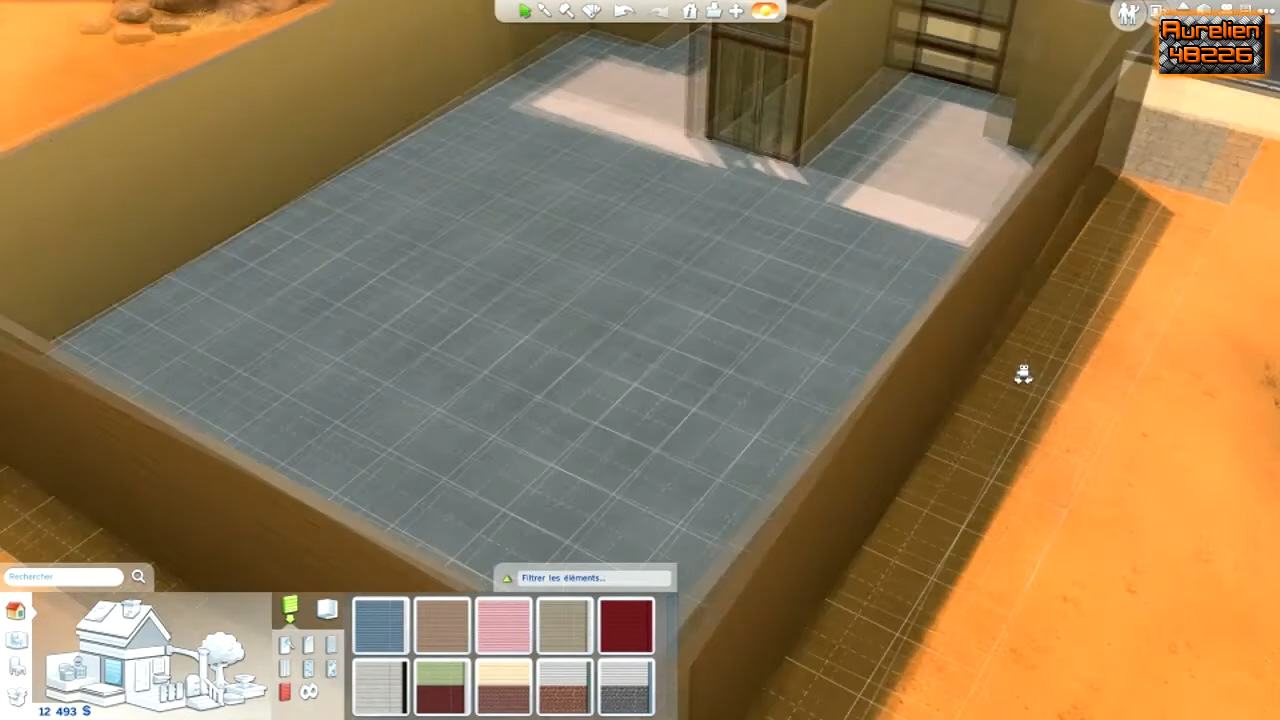 Aurelien
48226
Rechercher
Filtrer les éléments...
12 493 $